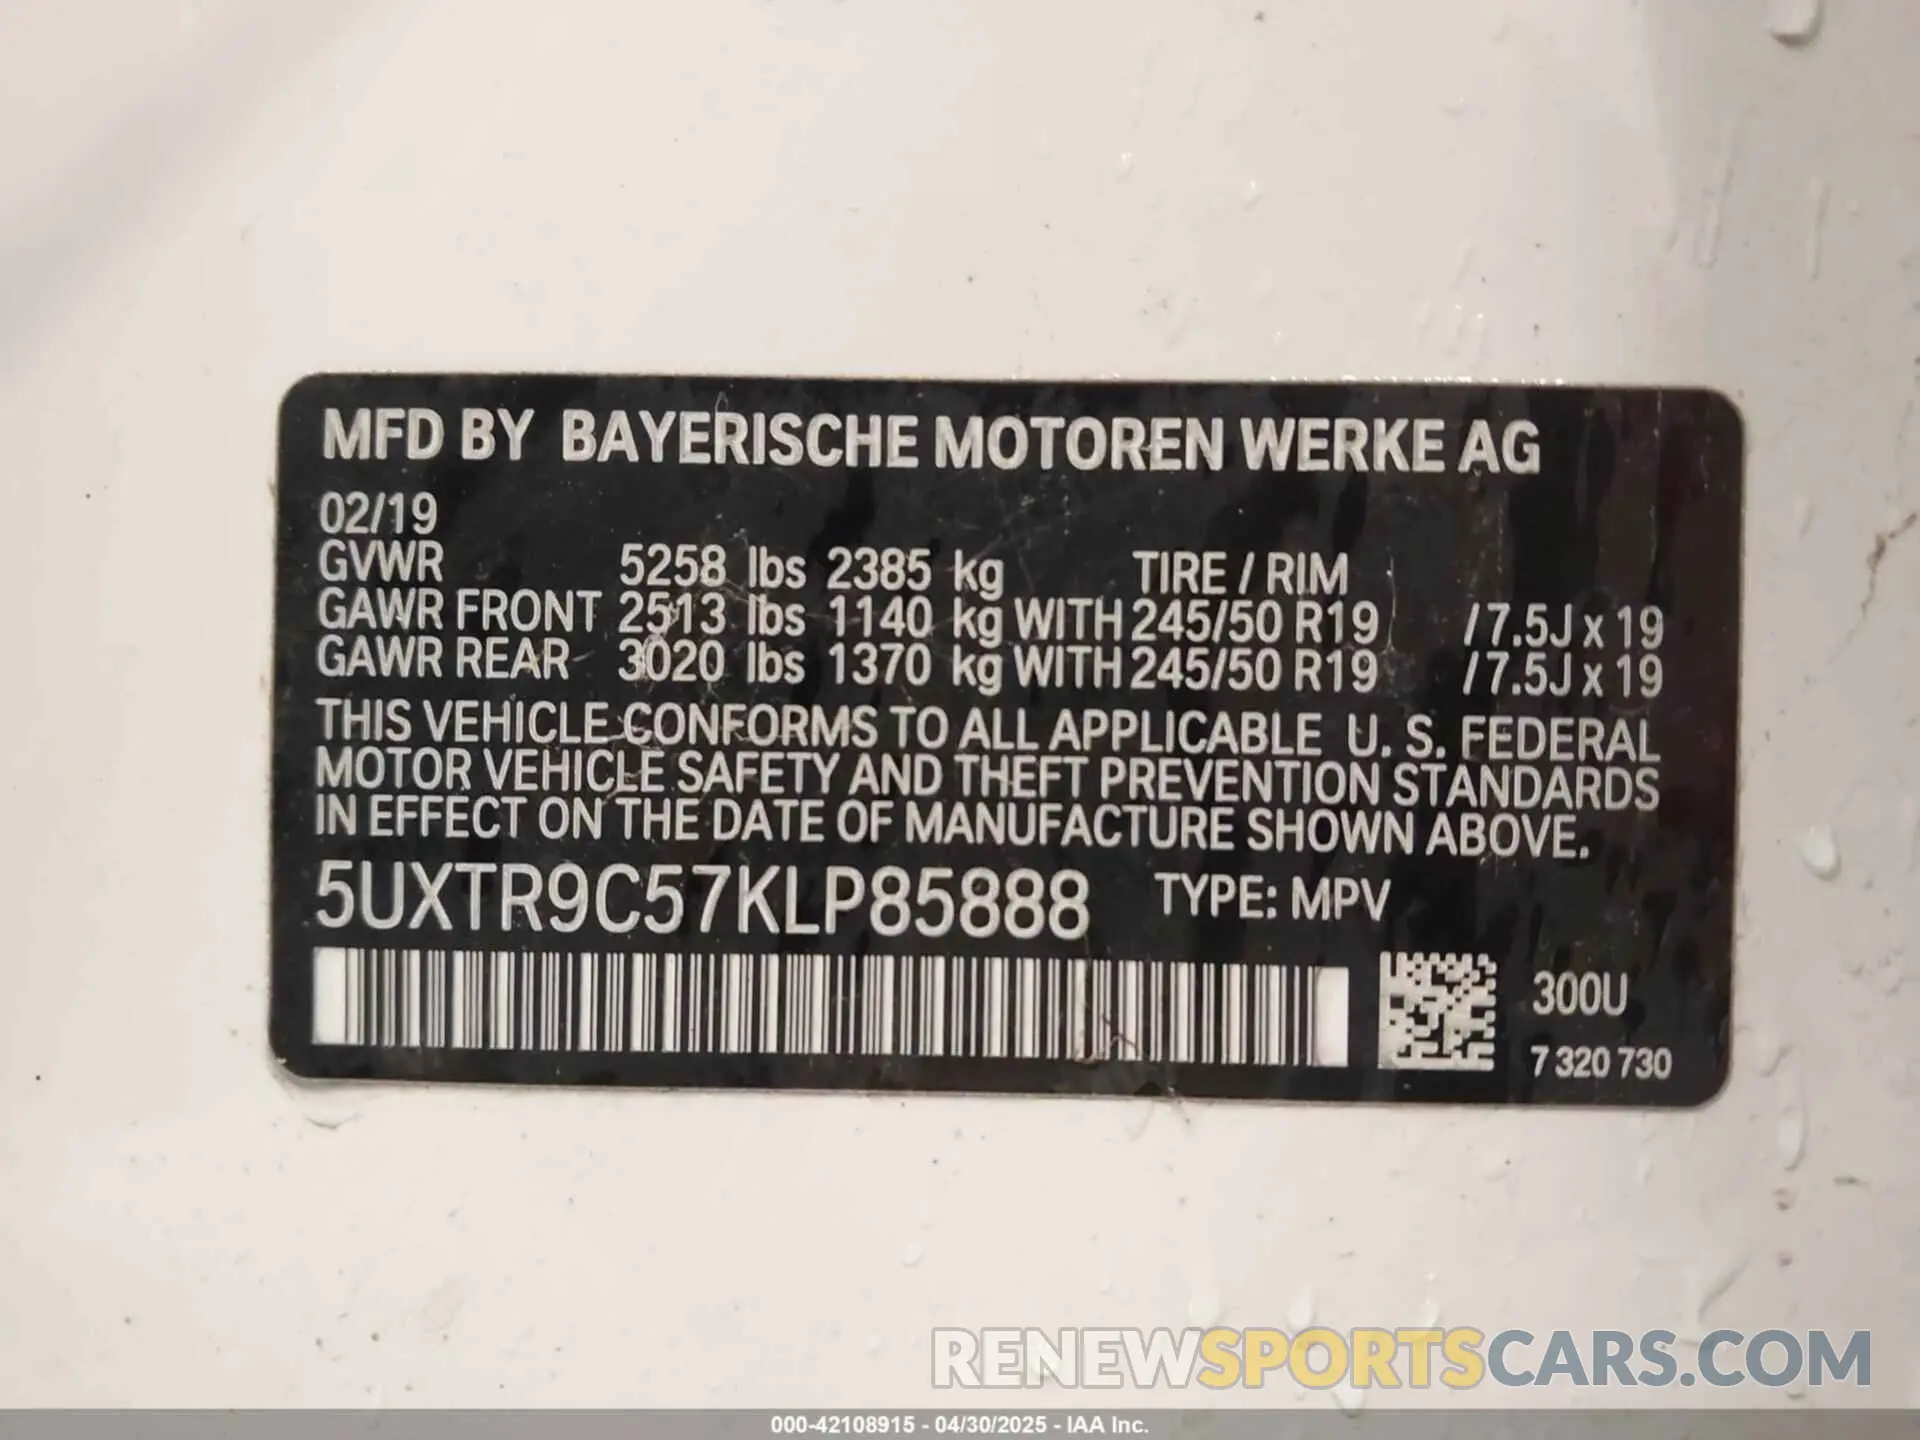 MFD BY BAYERISCHE MOTOREN WERKE AG
02/19
GVWR 5258 lbs 2385 kg TIRE / RIM
GAWR FRONT 2513 lbs 1140 kg WITH 245/50 R19 / 7.5J x 19
GAWR REAR 3020 lbs 1370 kg WITH 245/50 R19 / 7.5J x 19
THIS VEHICLE CONFORMS TO ALL APPLICABLE U. S. FEDERAL
MOTOR VEHICLE SAFETY AND THEFT PREVENTION STANDARDS
IN EFFECT ON THE DATE OF MANUFACTURE SHOWN ABOVE.
5UXTR9C57KLP85888 TYPE: MPV
300U
7 320 730
RENEWSPORTSCARS.COM
000-42108915 - 04/30/2025 - IAA Inc.